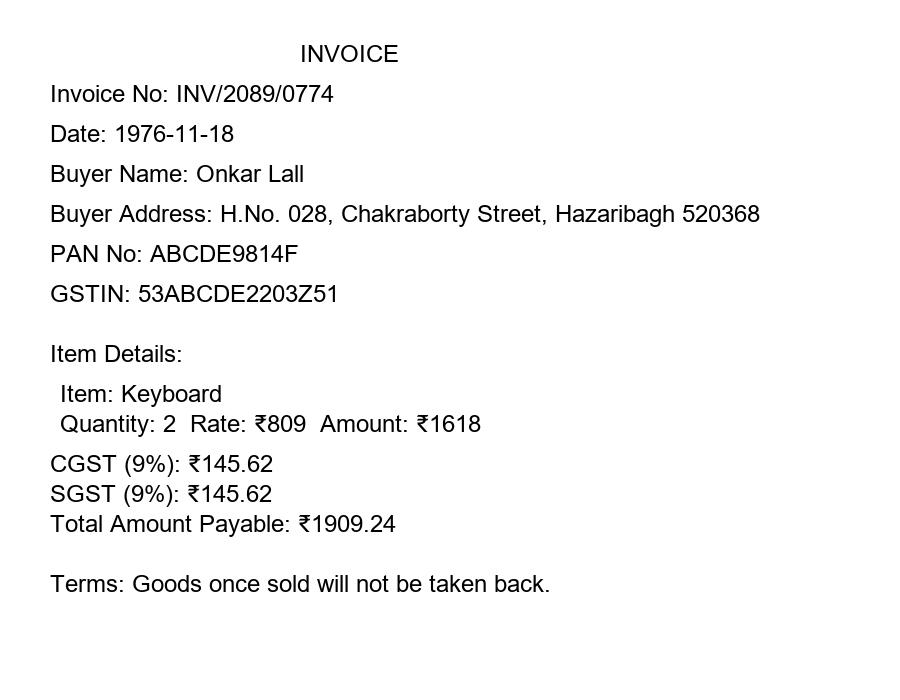 INVOICE
Invoice No: INV/2089/0774
Date: 1976-11-18
Buyer Name: Onkar Lall
Buyer Address: H.No. 028, Chakraborty Street, Hazaribagh 520368
PAN No: ABCDE9814F
GSTIN: 53ABCDE2203Z51
Item Details:
Item: Keyboard
Quantity: 2  Rate: ₹809  Amount: ₹1618
CGST (9%): ₹145.62
SGST (9%): ₹145.62
Total Amount Payable: ₹1909.24
Terms: Goods once sold will not be taken back.